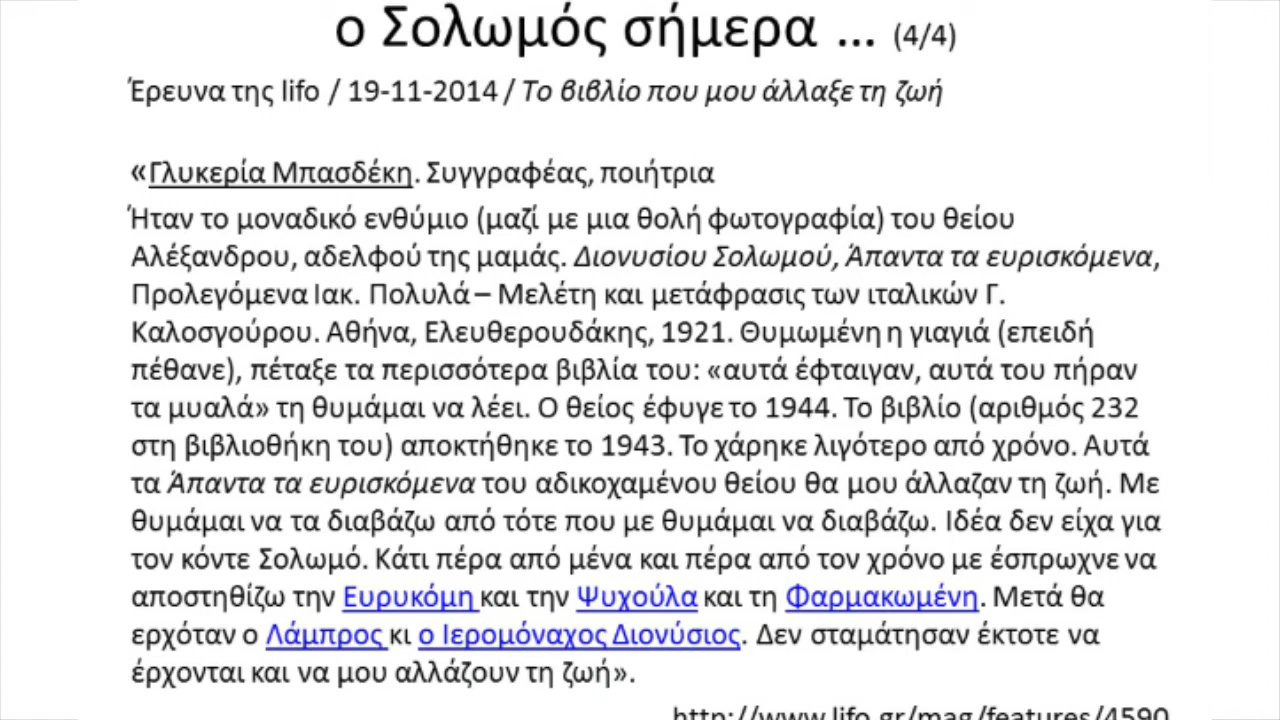 ο Σολωμός σήμερα ... (4/4)
Έρευνα της lifo / 19-11-2014 / Το βιβλίο που μου άλλαξε τη ζωή
«Γλυκερία Μπασδέκη. Συγγραφέας, ποιήτρια
Ήταν το μοναδικό ενθύμιο (μαζί με μια θολή φωτογραφία) του θείου
Αλέξανδρου, αδελφού της μαμάς. Διονυσίου Σολωμού, Άπαντα τα ευρισκόμενα,
Προλεγόμενα Ιακ. Πολυλά – Μελέτη και μετάφρασις των ιταλικών Γ.
Καλοσγούρου. Αθήνα, Ελευθερουδάκης, 1921. Θυμωμένη η γιαγιά (επειδή
πέθανε), πέταξε τα περισσότερα βιβλία του: «αυτά έφταιγαν, αυτά του πήραν
τα μυαλά» τη θυμάμαι να λέει. Ο θείος έφυγε το 1944. Το βιβλίο (αριθμός 232
στη βιβλιοθήκη του) αποκτήθηκε το 1943. Το χάρηκε λιγότερο από χρόνο. Αυτά
τα Άπαντα τα ευρισκόμενα του αδικοχαμένου θείου θα μου άλλαζαν τη ζωή. Με
θυμάμαι να τα διαβάζω από τότε που με θυμάμαι να διαβάζω. Ιδέα δεν είχα για
τον κόντε Σολωμό. Κάτι πέρα από μένα και πέρα από τον χρόνο με έσπρωχνε να
αποστηθίζω την Ευρυκόμη και την Ψυχούλα και τη Φαρμακωμένη. Μετά θα
ερχόταν ο Λάμπρος κι ο Ιερομόναχος Διονύσιος. Δεν σταμάτησαν έκτοτε να
έρχονται και να μου αλλάζουν τη ζωή».
http://www.lifo.gr/mag/features/4590